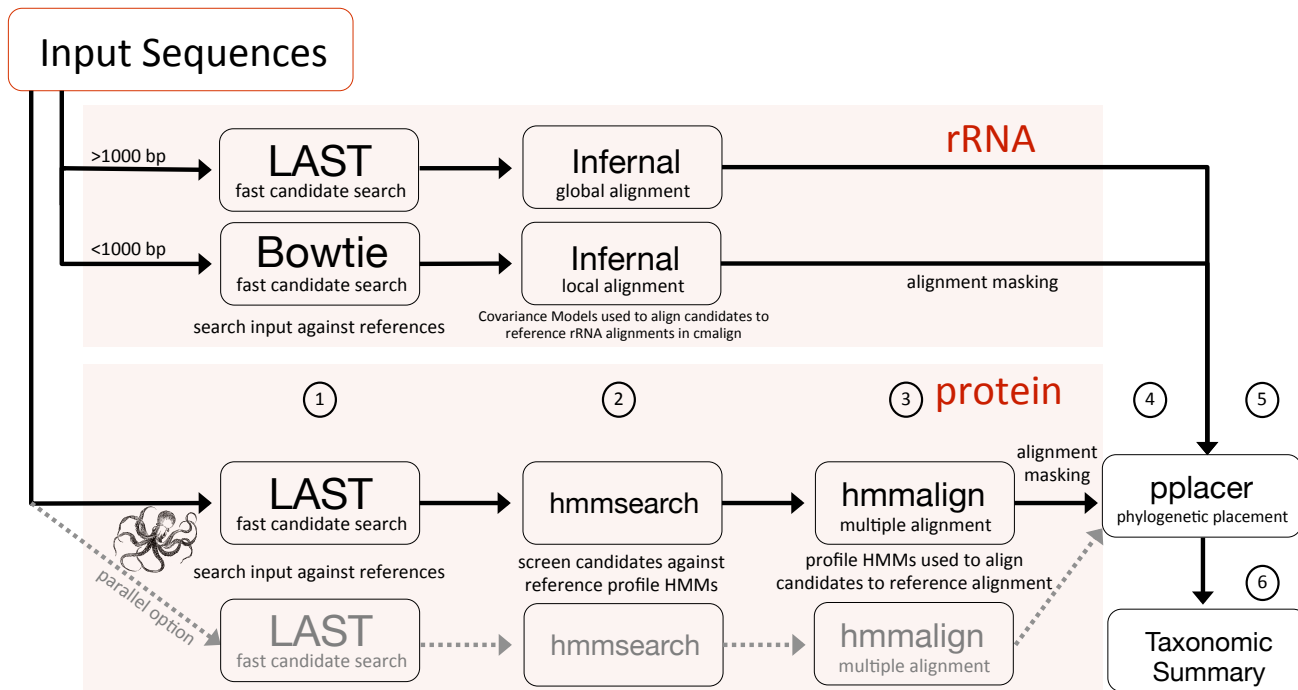 Input Sequences
rRNA
>1000 bp
LAST
fast candidate search
Infernal
global alignment
<1000 bp
Bowtie
fast candidate search
Infernal
local alignment
alignment masking
search input against references
Covariance Models used to align candidates to
reference rRNA alignments in cmalign
1
2
3
protein
4
5
LAST
fast candidate search
hmmsearch
hmmalign
multiple alignment
alignment
masking
pplacer
phylogenetic placement
search input against references
screen candidates against
reference profile HMMs
profile HMMs used to align
candidates to reference alignment
6
parallel option
LAST
fast candidate search
hmmsearch
hmmalign
multiple alignment
Taxonomic
Summary